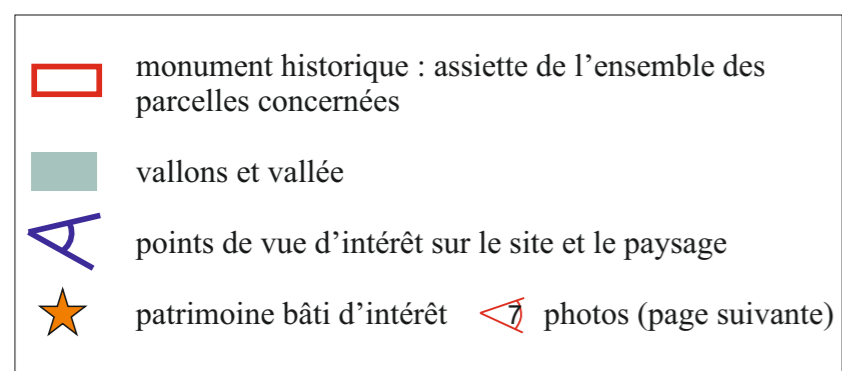 monument historique : assiette de l’ensemble des
parcelles concernées
vallons et vallée
points de vue d’intérêt sur le site et le paysage
patrimoine bâti d’intérêt 7 photos (page suivante)